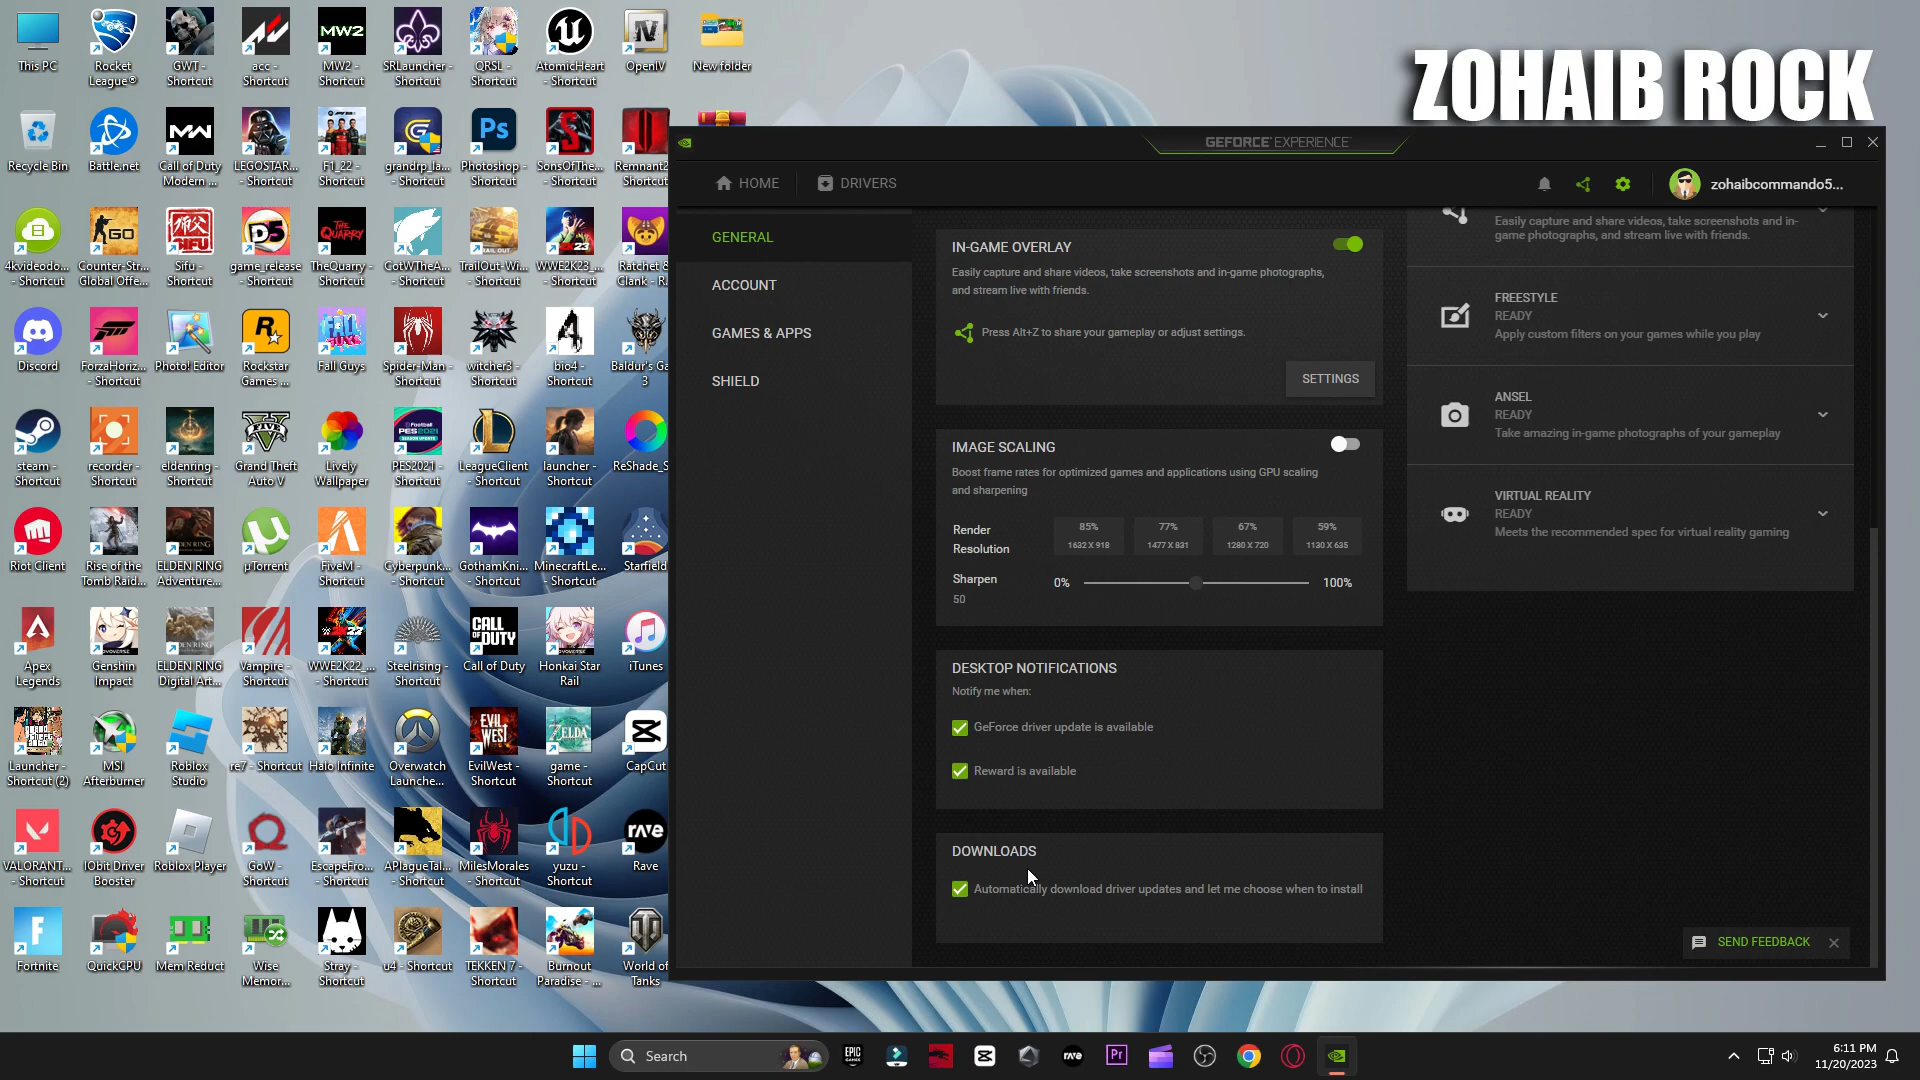 ZOHAIB ROCK
This PC
Rocket
League®
GWT -
Shortcut
acc -
Shortcut
MW2
MW2 -
Shortcut
SRLauncher -
Shortcut
QRSL -
Shortcut
AtomicHeart
- Shortcut
OpenIV
New folder
Recycle Bin
Battle.net
Call of Duty
Modern ...
LEGOSTAR...
- Shortcut
F1_22 -
Shortcut
grandrp_la...
- Shortcut
Ps
Photoshop -
Shortcut
SonsOfThe...
- Shortcut
Remnant2
Shortcut
4kvideodo...
- Shortcut
Counter-Str...
Global Offe...
Sifu -
Shortcut
game_release
- Shortcut
TheQuarry -
Shortcut
CotWTheA...
- Shortcut
TrailOut-Wi...
- Shortcut
WWE2K23_...
- Shortcut
Ratchet &
Clank - R...
Discord
ForzaHoriz...
- Shortcut
Photo! Editor
Rockstar
Games ...
Fall Guys
Spider-Man -
Shortcut
witcher3 -
Shortcut
bio4 -
Shortcut
Baldur's Ga
3
steam -
Shortcut
recorder -
Shortcut
eldenring -
Shortcut
Grand Theft
Auto V
Lively
Wallpaper
PES2021 -
Shortcut
LeagueClient
- Shortcut
launcher -
Shortcut
ReShade_S
Riot Client
Rise of the
Tomb Raid...
ELDEN RING
Adventure...
µTorrent
FiveM -
Shortcut
Cyberpunk...
- Shortcut
GothamKni...
- Shortcut
MinecraftLe...
- Shortcut
Starfield
Apex
Legends
Genshin
Impact
ELDEN RING
Digital Art...
Vampire -
Shortcut
WWE2K22_...
- Shortcut
Steelrising -
Shortcut
CALL OF DUTY
Call of Duty
Honkai Star
Rail
iTunes
Launcher -
Shortcut (2)
MSI
Afterburner
Roblox
Studio
re7 - Shortcut
Halo Infinite
Overwatch
Launche...
EvilWest -
Shortcut
game -
Shortcut
CapCut
VALORANT...
- Shortcut
IObit Driver
Booster
Roblox Player
GoW -
Shortcut
EscapeFro...
- Shortcut
APlagueTal...
- Shortcut
MilesMorales
- Shortcut
yuzu -
Shortcut
Rave
Fortnite
QuickCPU
Mem Reduct
Wise
Memor...
Stray -
Shortcut
u4 - Shortcut
TEKKEN 7 -
Shortcut
Burnout
Paradise - ...
World of
Tanks
GEFORCE EXPERIENCE
HOME
DRIVERS
zohaibcommando5...
GENERAL
ACCOUNT
GAMES & APPS
SHIELD
IN-GAME OVERLAY
Easily capture and share videos, take screenshots and in-game photographs,
and stream live with friends.
Press Alt+Z to share your gameplay or adjust settings.
SETTINGS
IMAGE SCALING
Boost frame rates for optimized games and applications using GPU scaling
and sharpening
Render
Resolution
85%
1632 X 918
77%
1477 X 831
67%
1280 X 720
59%
1130 X 635
Sharpen
50
0%
100%
DESKTOP NOTIFICATIONS
Notify me when:
GeForce driver update is available
Reward is available
DOWNLOADS
Automatically download driver updates and let me choose when to install
Easily capture and share videos, take screenshots and in-
game photographs, and stream live with friends.
FREESTYLE
READY
Apply custom filters on your games while you play
ANSEL
READY
Take amazing in-game photographs of your gameplay
VIRTUAL REALITY
READY
Meets the recommended spec for virtual reality gaming
SEND FEEDBACK
Search
6:11 PM
11/20/2023